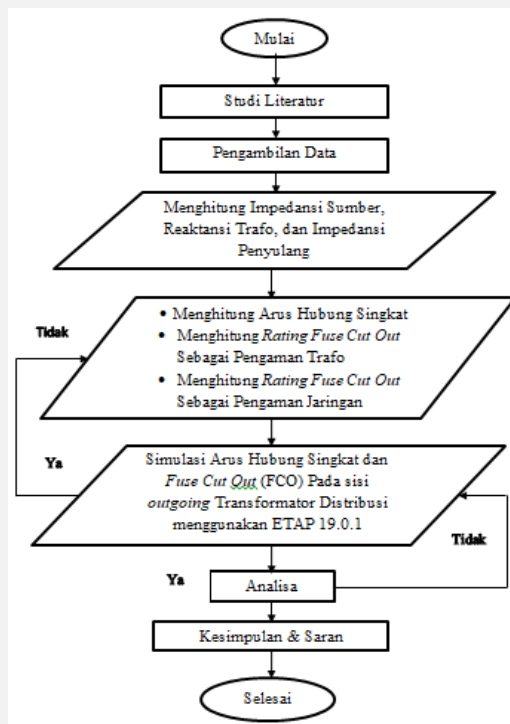 Mulai
Studi Literatur
Pengambilan Data
Menghitung Impedansi Sumber,
Reaktansi Trafo, dan Impedansi
Penyulang
Tidak
• Menghitung Arus Hubung Singkat
• Menghitung Rating Fuse Cut Out
Sebagai Pengaman Trafo
• Menghitung Rating Fuse Cut Out
Sebagai Pengaman Jaringan
Ya
Simulasi Arus Hubung Singkat dan
Fuse Cut Out (FCO) Pada sisi
outgoing Transformator Distribusi
menggunakan ETAP 19.0.1
Tidak
Ya
Analisa
Kesimpulan & Saran
Selesai